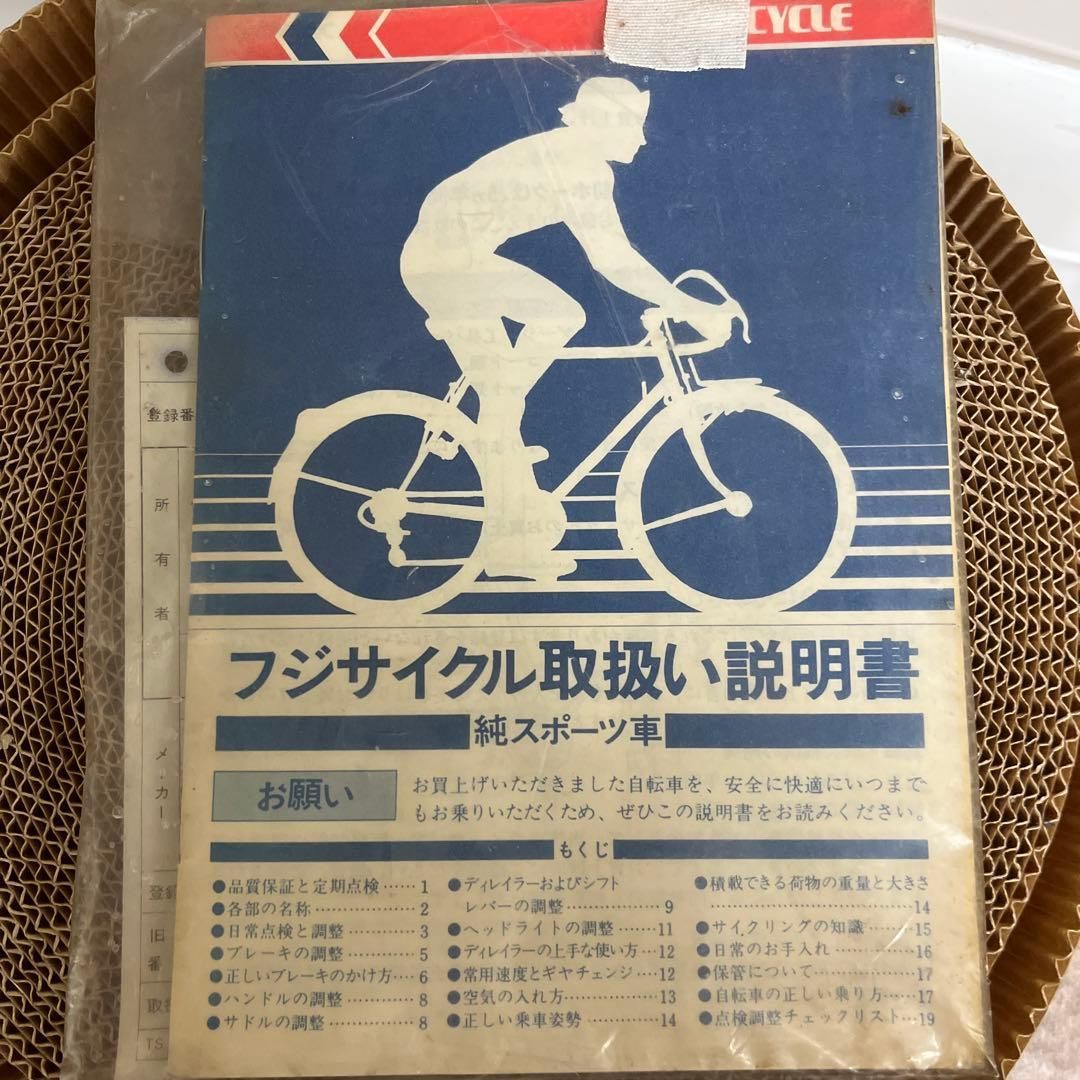 CYCLE
フジサイクル取扱い説明書
純スポーツ車
お願い
お買上げいただきました自転車を、安全に快適にいつまで
もお乗りいただくため、ぜひこの説明書をお読みください。
もくじ
●品質保証と定期点検……1
●各部の名称……………2
●日常点検と調整…………3
●ブレーキの調整…………5
●正しいブレーキのかけ方…6
●ハンドルの調整…………8
●サドルの調整……………8
●ディレイラーおよびシフト
レバーの調整……………9
●ヘッドライトの調整……11
●ディレイラーの上手な使い方…12
●常用速度とギヤチェンジ…12
●空気の入れ方……………13
●正しい乗車姿勢…………14
●積載できる荷物の重量と大きさ
……………………………14
●サイクリングの知識……15
●日常のお手入れ…………16
●保管について……………17
●自転車の正しい乗り方…17
●点検調整チェックリスト…19
登録番
所有者
メーカー
登録
旧
番
取扱
TS